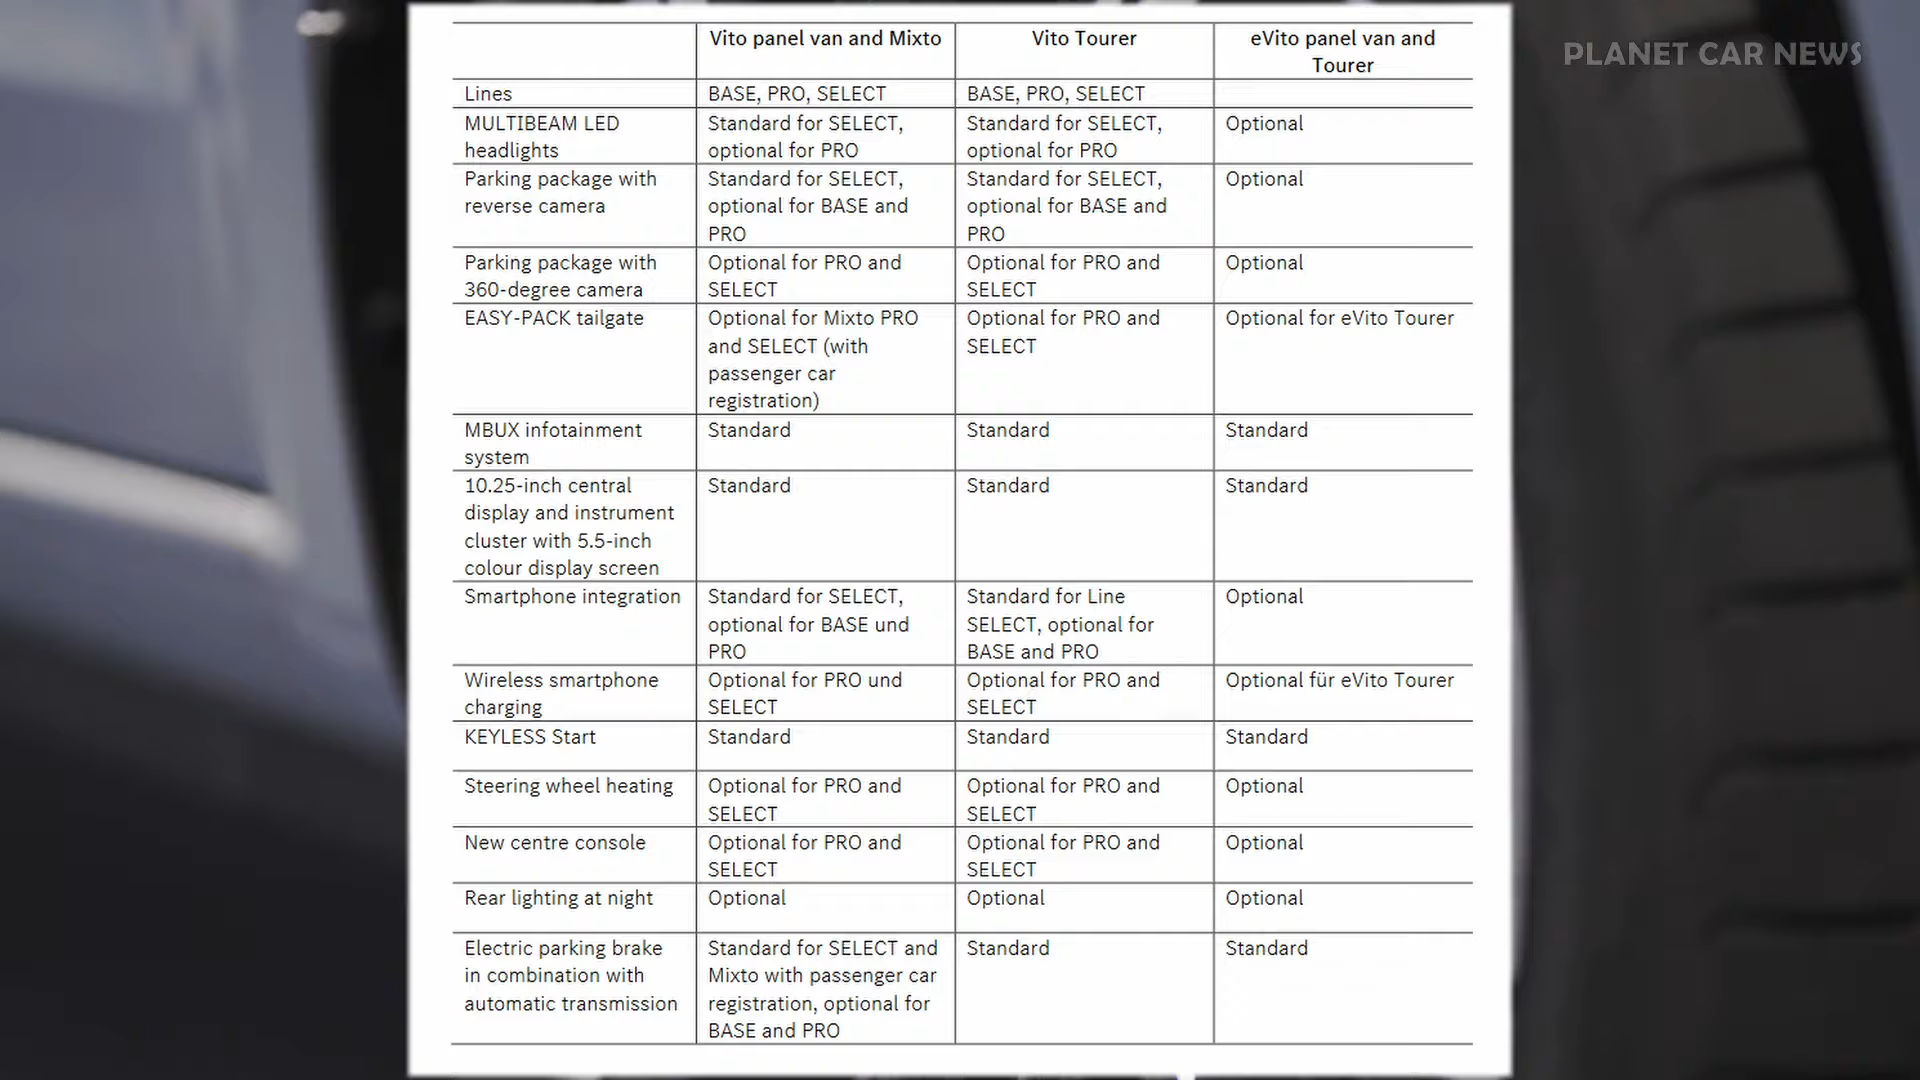 PLANET CAR NEWS
Vito panel van and Mixto
Vito Tourer
eVito panel van and
Tourer
Lines
BASE, PRO, SELECT
BASE, PRO, SELECT
MULTIBEAM LED
headlights
Standard for SELECT,
optional for PRO
Standard for SELECT,
optional for PRO
Optional
Parking package with
reverse camera
Standard for SELECT,
optional for BASE and
PRO
Standard for SELECT,
optional for BASE and
PRO
Optional
Parking package with
360-degree camera
Optional for PRO and
SELECT
Optional for PRO and
SELECT
Optional
EASY-PACK tailgate
Optional for Mixto PRO
and SELECT (with
passenger car
registration)
Optional for PRO and
SELECT
Optional for eVito Tourer
MBUX infotainment
system
Standard
Standard
Standard
10.25-inch central
display and instrument
cluster with 5.5-inch
colour display screen
Standard
Standard
Standard
Smartphone integration
Standard for SELECT,
optional for BASE und
PRO
Standard for Line
SELECT, optional for
BASE and PRO
Optional
Wireless smartphone
charging
Optional for PRO und
SELECT
Optional for PRO and
SELECT
Optional für eVito Tourer
KEYLESS Start
Standard
Standard
Standard
Steering wheel heating
Optional for PRO and
SELECT
Optional for PRO and
SELECT
Optional
New centre console
Optional for PRO and
SELECT
Optional for PRO and
SELECT
Optional
Rear lighting at night
Optional
Optional
Optional
Electric parking brake
in combination with
automatic transmission
Standard for SELECT and
Mixto with passenger car
registration, optional for
BASE and PRO
Standard
Standard